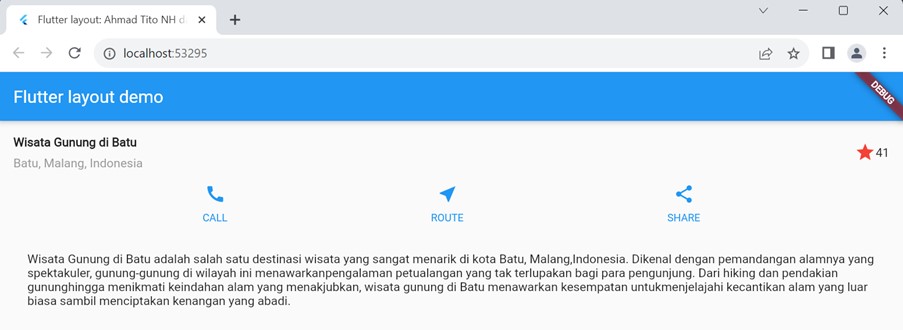 Flutter layout: Ahmad Tito NH d
localhost:53295
Flutter layout demo
DEBUG
Wisata Gunung di Batu
Batu, Malang, Indonesia
41
CALL
ROUTE
SHARE
Wisata Gunung di Batu adalah salah satu destinasi wisata yang sangat menarik di kota Batu, Malang,Indonesia. Dikenal dengan pemandangan alamnya yang
spektakuler, gunung-gunung di wilayah ini menawarkanpengalaman petualangan yang tak terlupakan bagi para pengunjung. Dari hiking dan pendakian
gununghingga menikmati keindahan alam yang menakjubkan, wisata gunung di Batu menawarkan kesempatan untukmenjelajahi kecantikan alam yang luar
biasa sambil menciptakan kenangan yang abadi.